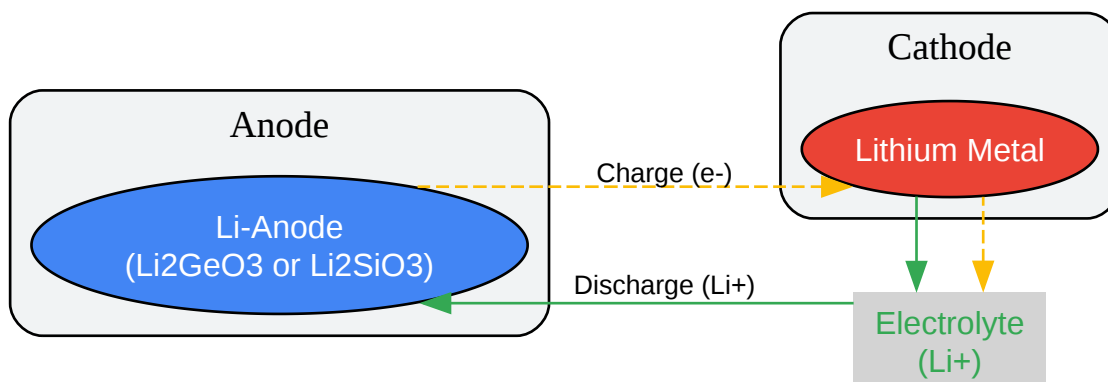 Cathode
Anode
Lithium Metal
Charge (e-)
Li-Anode
(Li2GeO3 or Li2SiO3)
Discharge (Li+)
Electrolyte
(Li+)